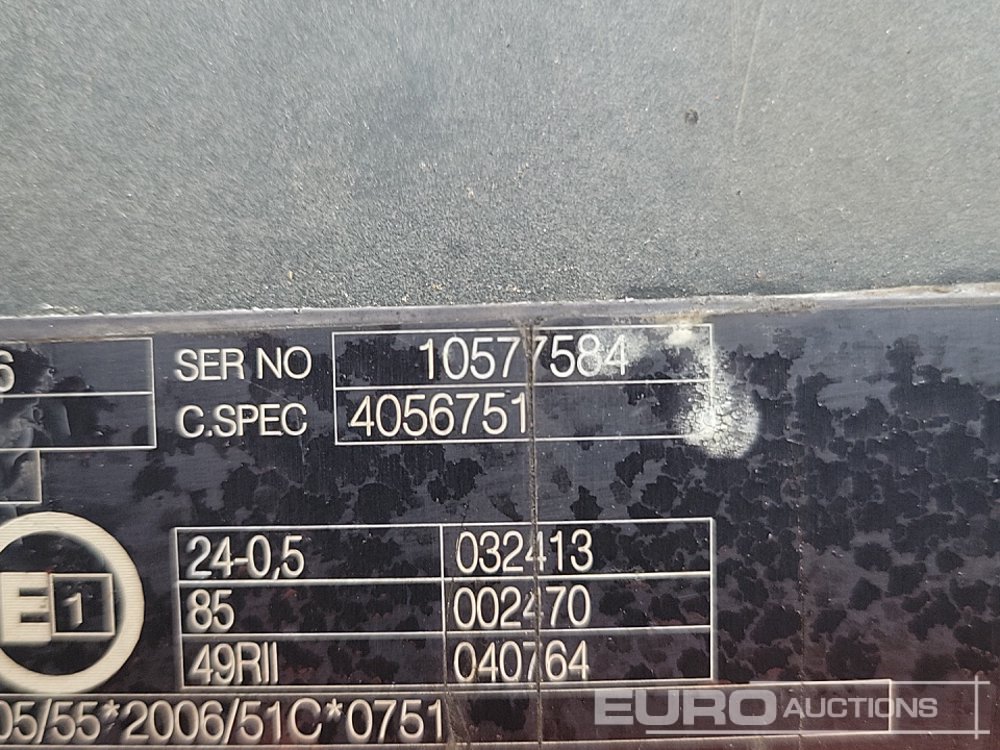 6
SER NO 10577584
C.SPEC 4056751
24-0,5 032413
85 002470
E 1
49RII 040764
05/55*2006/51C*0751
EURO AUCTIONS